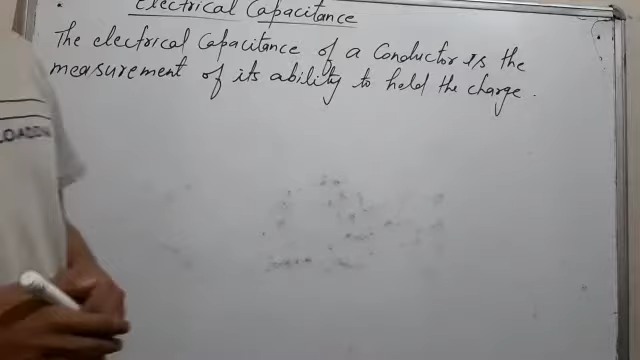 Electrical Capacitance
The electrical Capacitance of a Conductor is the
measurement of its ability to hold the charge.